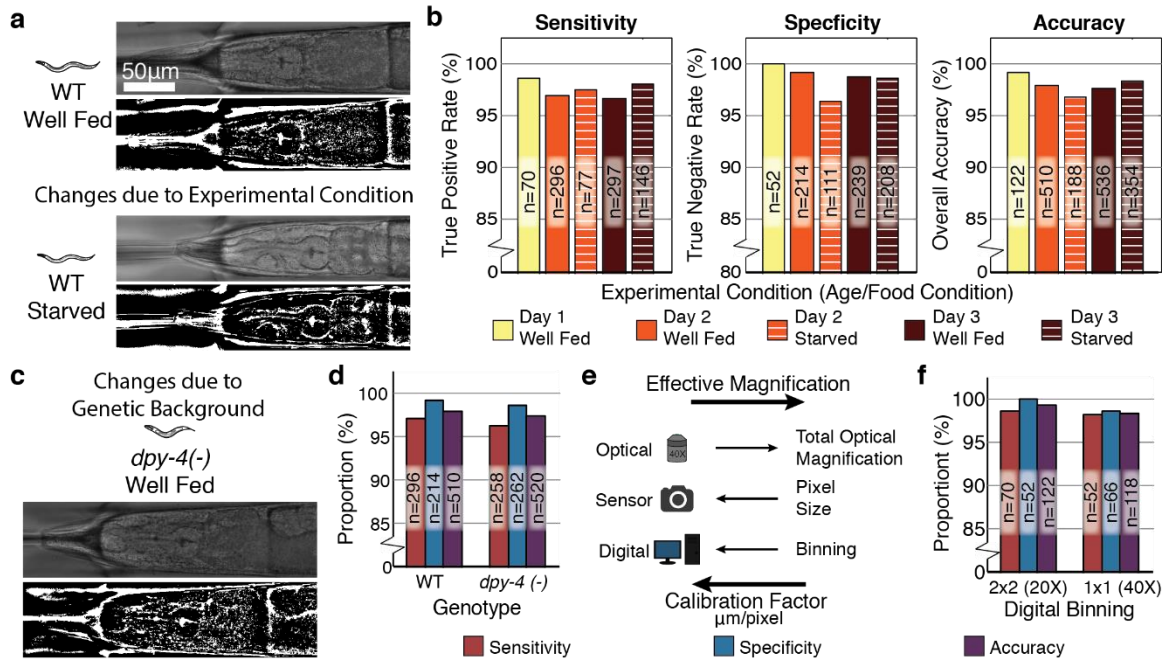 a
WT
Well Fed
50µm
Changes due to Experimental Condition
WT
Starved
b
Sensitivity
True Positive Rate (%)
100
95
90
85
0
n=70
n=296
n=77
n=297
n=146
Specficity
True Negative Rate (%)
100
95
90
85
80
n=52
n=214
n=111
n=239
n=208
Accuracy
Overall Accuracy (%)
100
95
90
85
0
n=122
n=510
n=188
n=536
n=354
Experimental Condition (Age/Food Condition)
Day 1
Well Fed
Day 2
Well Fed
Day 2
Starved
Day 3
Well Fed
Day 3
Starved
c
Changes due to
Genetic Background
dpy-4(-)
Well Fed
d
Proportion (%)
100
95
90
85
0
n=296
n=214
n=510
n=258
n=262
n=520
WT
dpy-4 (-)
Genotype
e
Effective Magnification
Optical
40X
Total Optical
Magnification
Sensor
Pixel
Size
Digital
Binning
Calibration Factor
µm/pixel
f
Proportiont (%)
100
95
90
85
0
n=70
n=52
n=122
n=52
n=66
n=118
2x2 (20X)
1x1 (40X)
Digital Binning
Sensitivity
Specificity
Accuracy